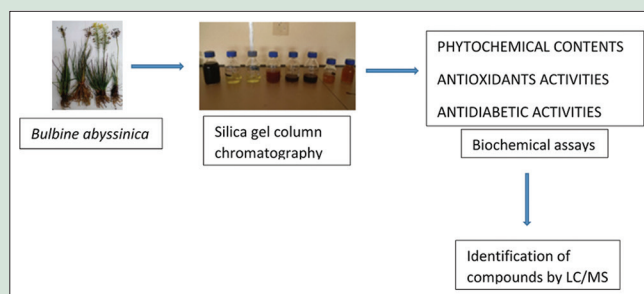 Bulbine abyssinica
Silica gel column
chromatography
PHYTOCHEMICAL CONTENTS
ANTIOXIDANTS ACTIVITIES
ANTIDIABETIC ACTIVITIES
Biochemical assays
Identification of
compounds by LC/MS